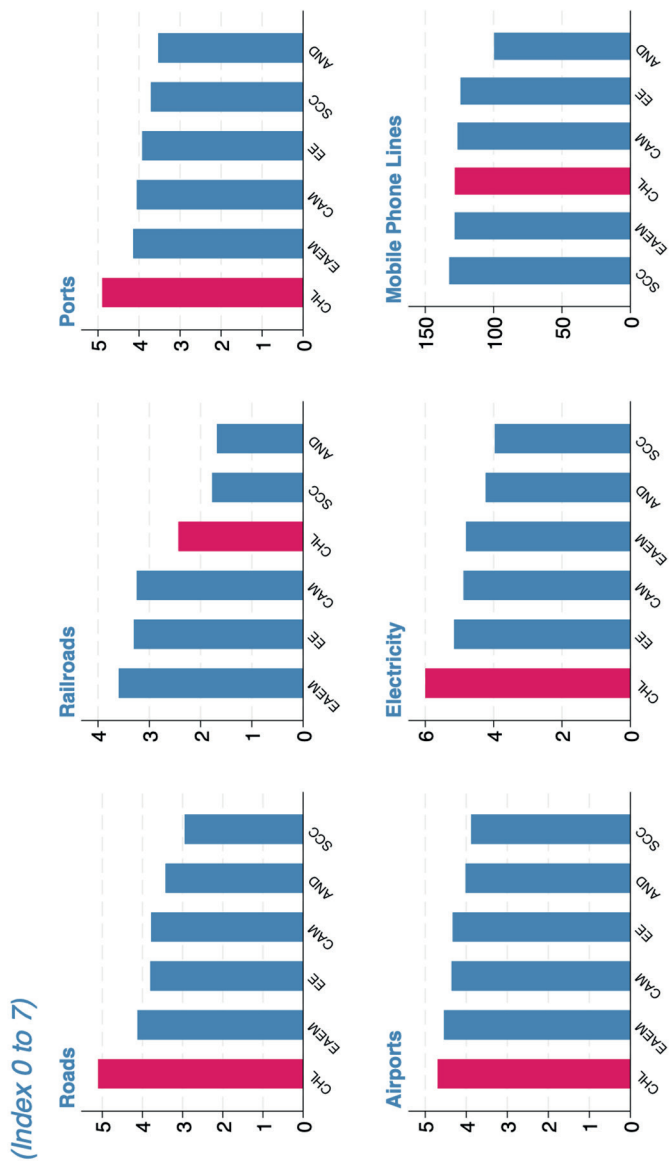 (Index 0 to 7)
Roads
5
4
3
2
1
0
CHL
EAEM
EE
CAM
AND
SCC
Railroads
4
3
2
1
0
EAEM
EE
CAM
CHL
SCC
AND
Ports
5
4
3
2
1
0
CHL
EAEM
CAM
EE
SCC
AND
Airports
5
4
3
2
1
0
CHL
EAEM
CAM
EE
AND
SCC
Electricity
6
4
2
0
CHL
EE
CAM
EAEM
AND
SCC
Mobile Phone Lines
150
100
50
0
SCC
EAEM
CHL
CAM
EE
AND